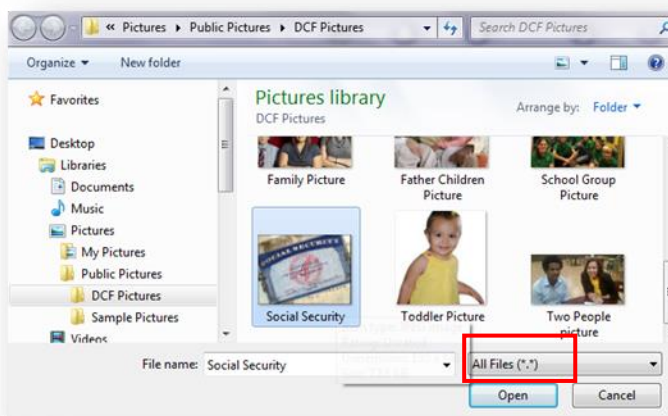 « Pictures ▸ Public Pictures ▸ DCF Pictures
Search DCF Pictures
Organize
New folder
Favorites
Desktop
Libraries
Documents
Music
Pictures
My Pictures
Public Pictures
DCF Pictures
Sample Pictures
Videos
Pictures library
DCF Pictures
Arrange by: Folder
Family Picture
Father Children
Picture
School Group
Picture
SOCIAL SECURITY
Social Security
Toddler Picture
Two People
picture
File name: Social Security
All Files (*.*)
Open
Cancel